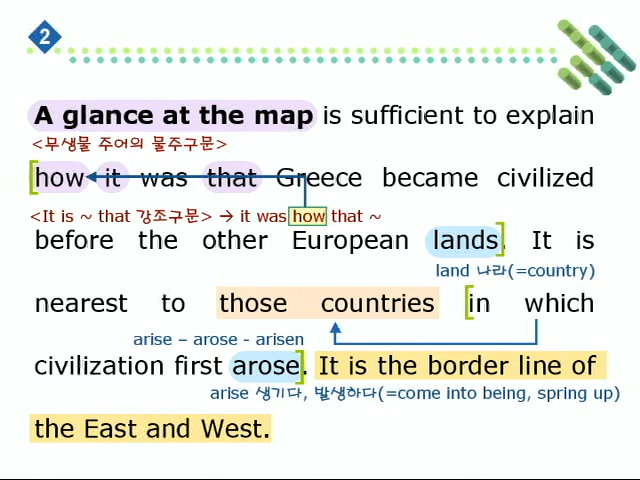 2
A glance at the map is sufficient to explain
<무생물 주어의 물주구문>
[how it was that Greece became civilized
<It is ~ that 강조구문> → it was how that ~
before the other European lands]. It is
land 나라(=country)
nearest to those countries [in which
arise – arose - arisen
civilization first arose]. It is the border line of
arise 생기다, 발생하다(=come into being, spring up)
the East and West.